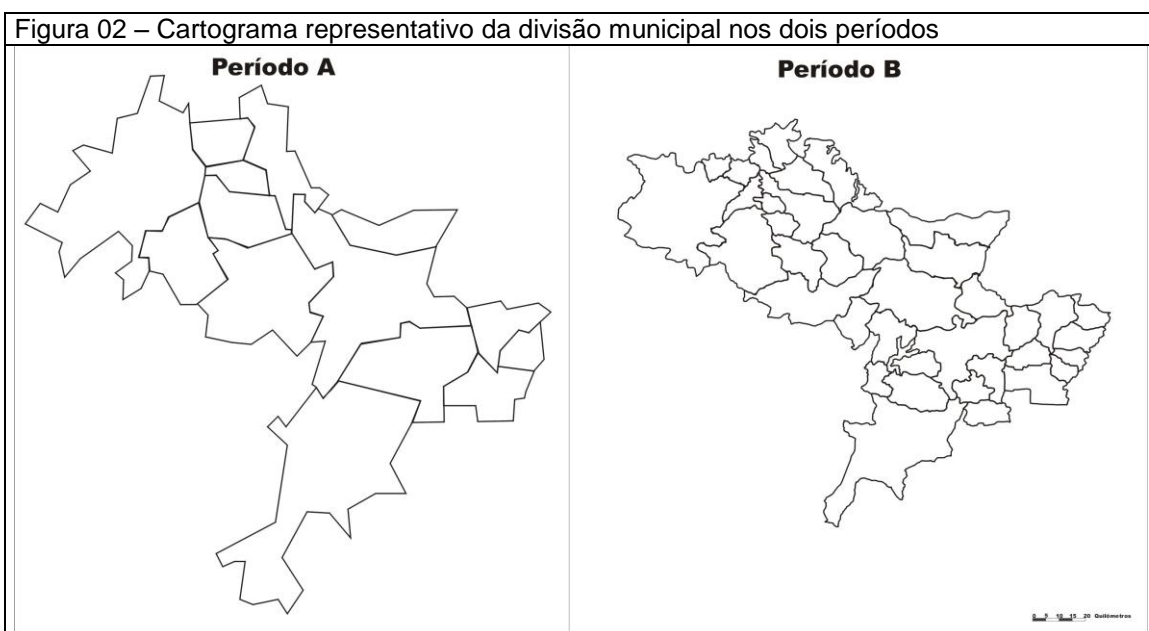 Figura 02 – Cartograma representativo da divisão municipal nos dois períodos
Período A
Período B
0 5 10 15 20 Quilômetros